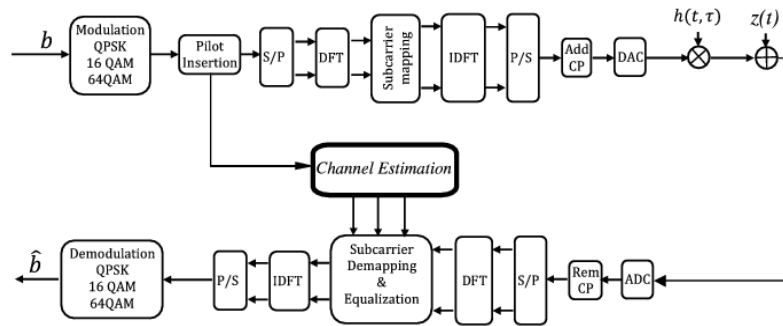 h(t,τ)
z(t)
b
Modulation
QPSK
16 QAM
64QAM
Pilot
Insertion
S/P
DFT
Subcarrier
mapping
IDFT
P/S
Add
CP
DAC
Channel Estimation
b̂
Demodulation
QPSK
16 QAM
64QAM
P/S
IDFT
Subcarrier
Demapping
&
Equalization
DFT
S/P
Rem
CP
ADC